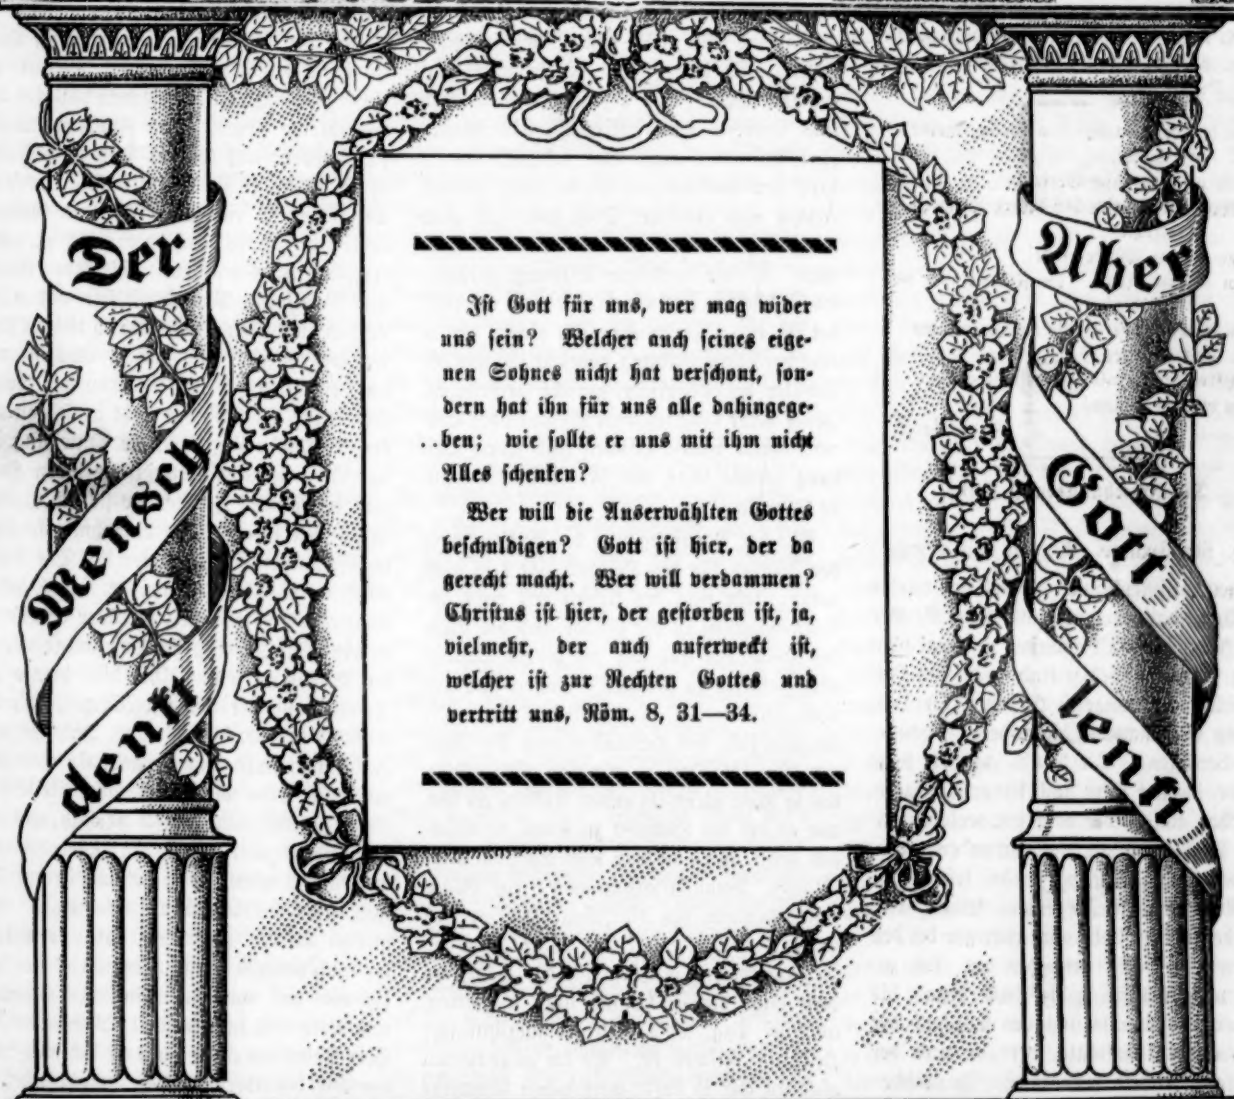 Der
Mensch
denkt
Ist Gott für uns, wer mag wider
uns sein? Welcher auch seines eige-
nen Sohnes nicht hat verschont, son-
dern hat ihn für uns alle dahingege-
ben; wie sollte er uns mit ihm nicht
Alles schenken?
Wer will die Auserwählten Gottes
beschuldigen? Gott ist hier, der da
gerecht macht. Wer will verdammen?
Christus ist hier, der gestorben ist, ja,
vielmehr, der auch auferweckt ist,
welcher ist zur Rechten Gottes und
vertritt uns, Röm. 8, 31—34.
Aber
Gott
lenkt